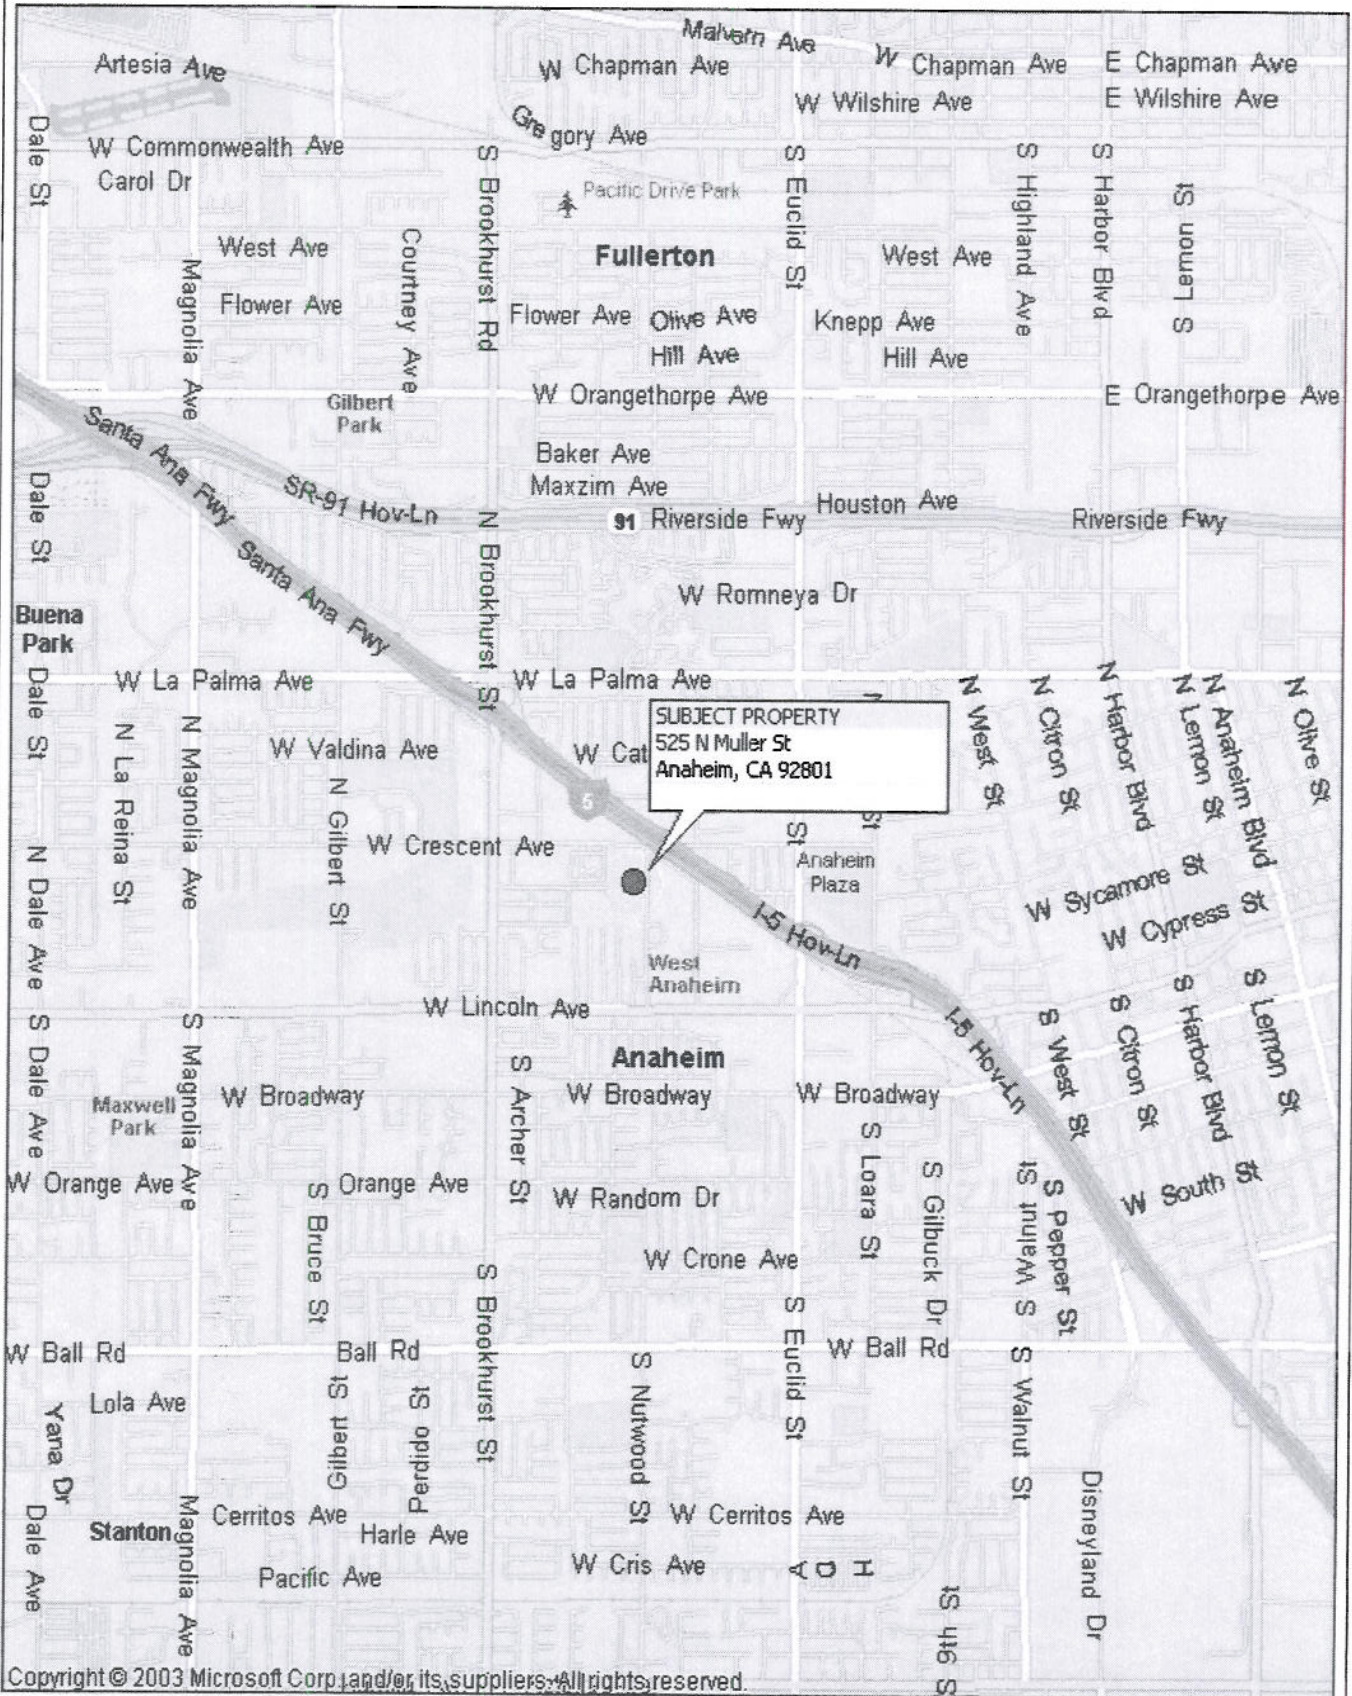 Malvern Ave
Artesia Ave
W Chapman Ave
W Chapman Ave
E Chapman Ave
W Wilshire Ave
E Wilshire Ave
Gregory Ave
Dale St
W Commonwealth Ave
Carol Dr
S Brookhurst Rd
Pacific Drive Park
S Euclid St
S Highland Ave
S Harbor Blvd
S Lemon St
West Ave
Courtney Ave
Fullerton
West Ave
Magnolia Ave
Flower Ave
Flower Ave
Olive Ave
Knepp Ave
Hill Ave
Hill Ave
Gilbert
Park
W Orangethorpe Ave
E Orangethorpe Ave
Santa Ana Fwy
Baker Ave
Dale St
SR-91 Hov-Ln
Maxzim Ave
Houston Ave
N Brookhurst St
91 Riverside Fwy
Riverside Fwy
Santa Ana Fwy
W Romneya Dr
Buena
Park
Dale St
W La Palma Ave
W La Palma Ave
N West St
N Citron St
N Harbor Blvd
N Lemon St
N Anaheim Blvd
N Olive St
SUBJECT PROPERTY
525 N Muller St
Anaheim, CA 92801
N La Reina St
N Magnolia Ave
W Valdina Ave
W Cat
N Gilbert St
5
St
St
W Crescent Ave
Anaheim
Plaza
N Dale Ave
W Sycamore St
W Cypress St
I-5 Hov-Ln
West
Anaheim
W Lincoln Ave
I-5 Hov-Ln
S West St
S Citron St
S Harbor Blvd
S Lemon St
S Dale Ave
S Magnolia Ave
Anaheim
S Archer St
W Broadway
W Broadway
W Broadway
Maxwell
Park
S Loara St
W Orange Ave
Orange Ave
S Bruce St
W Random Dr
S Gilbuck Dr
S Walnut St
S Pepper St
W South St
W Crone Ave
S Brookhurst St
S Euclid St
W Ball Rd
Ball Rd
W Ball Rd
S Nutwood St
S Walnut St
Lola Ave
Gilbert St
Perdido St
Yana Dr
Disneyland Dr
Dale Ave
Stanton
Magnolia Ave
Cerritos Ave
Harle Ave
W Cerritos Ave
Pacific Ave
W Cris Ave
S 9th St
Copyright © 2003 Microsoft Corp. and/or its suppliers. All rights reserved.